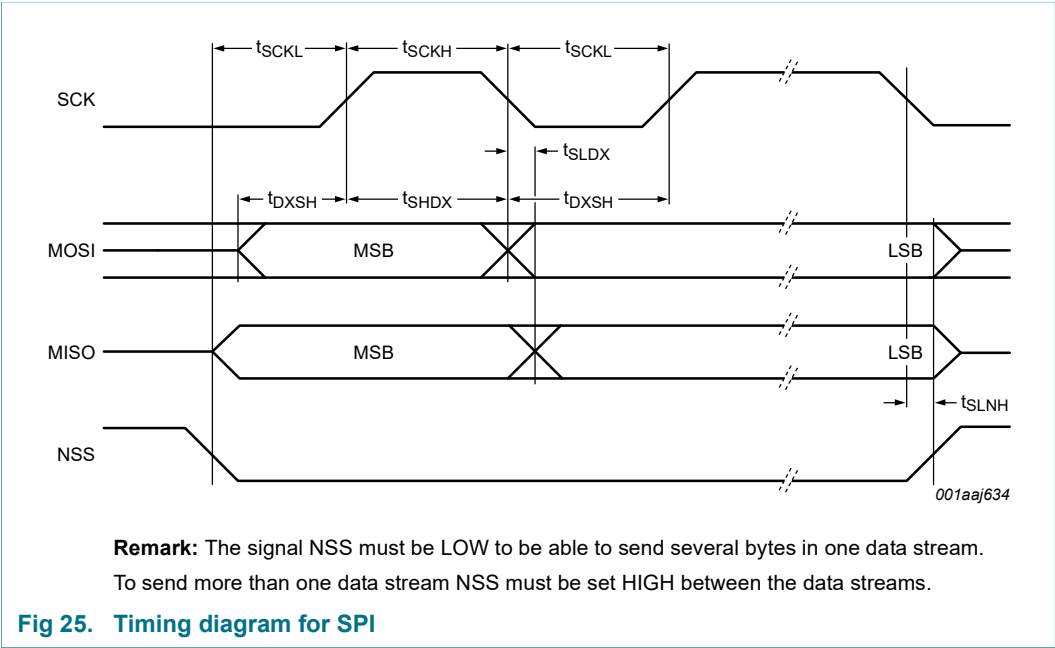 tSCKL tSCKH tSCKL
SCK
tSLDX
tDXSH tSHDX tDXSH
MOSI MSB LSB
MISO MSB LSB
tSLNH
NSS
001aaj634
Remark: The signal NSS must be LOW to be able to send several bytes in one data stream.
To send more than one data stream NSS must be set HIGH between the data streams.
Fig 25. Timing diagram for SPI